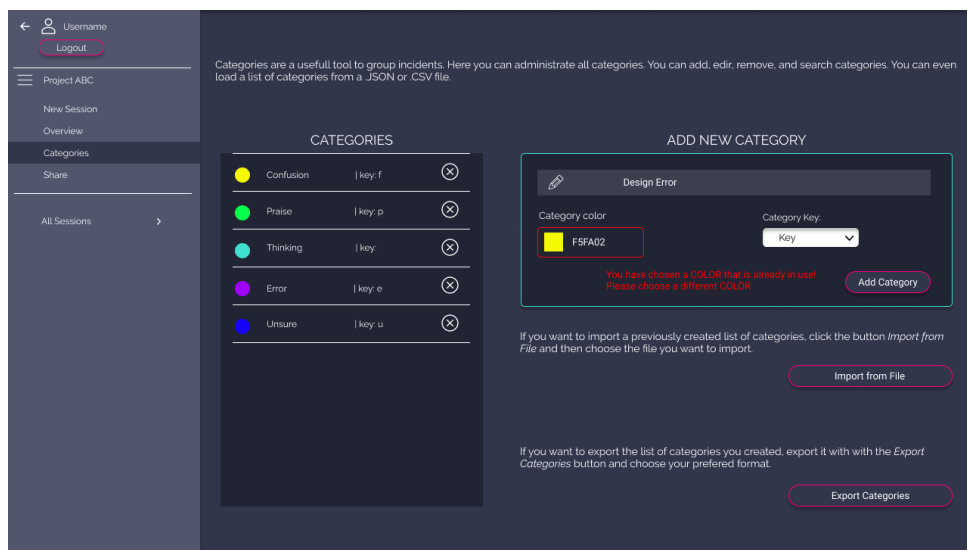 Username
Logout
Project ABC
New Session
Overview
Categories
Share
All Sessions
Categories are a usefull tool to group incidents. Here you can administrate all categories. You can add, edir, remove, and search categories. You can even
load a list of categories from a .JSON or .CSV file.
CATEGORIES
Confusion | key: f
Praise | key: p
Thinking | key:
Error | key: e
Unsure | key: u
ADD NEW CATEGORY
Design Error
Category color
Category Key:
F5FA02
Key
You have chosen a COLOR that is already in use!
Please choose a different COLOR
Add Category
If you want to import a previously created list of categories, click the button Import from
File and then choose the file you want to import.
Import from File
If you want to export the list of categories you created, export it with with the Export
Categories button and choose your prefered format.
Export Categories